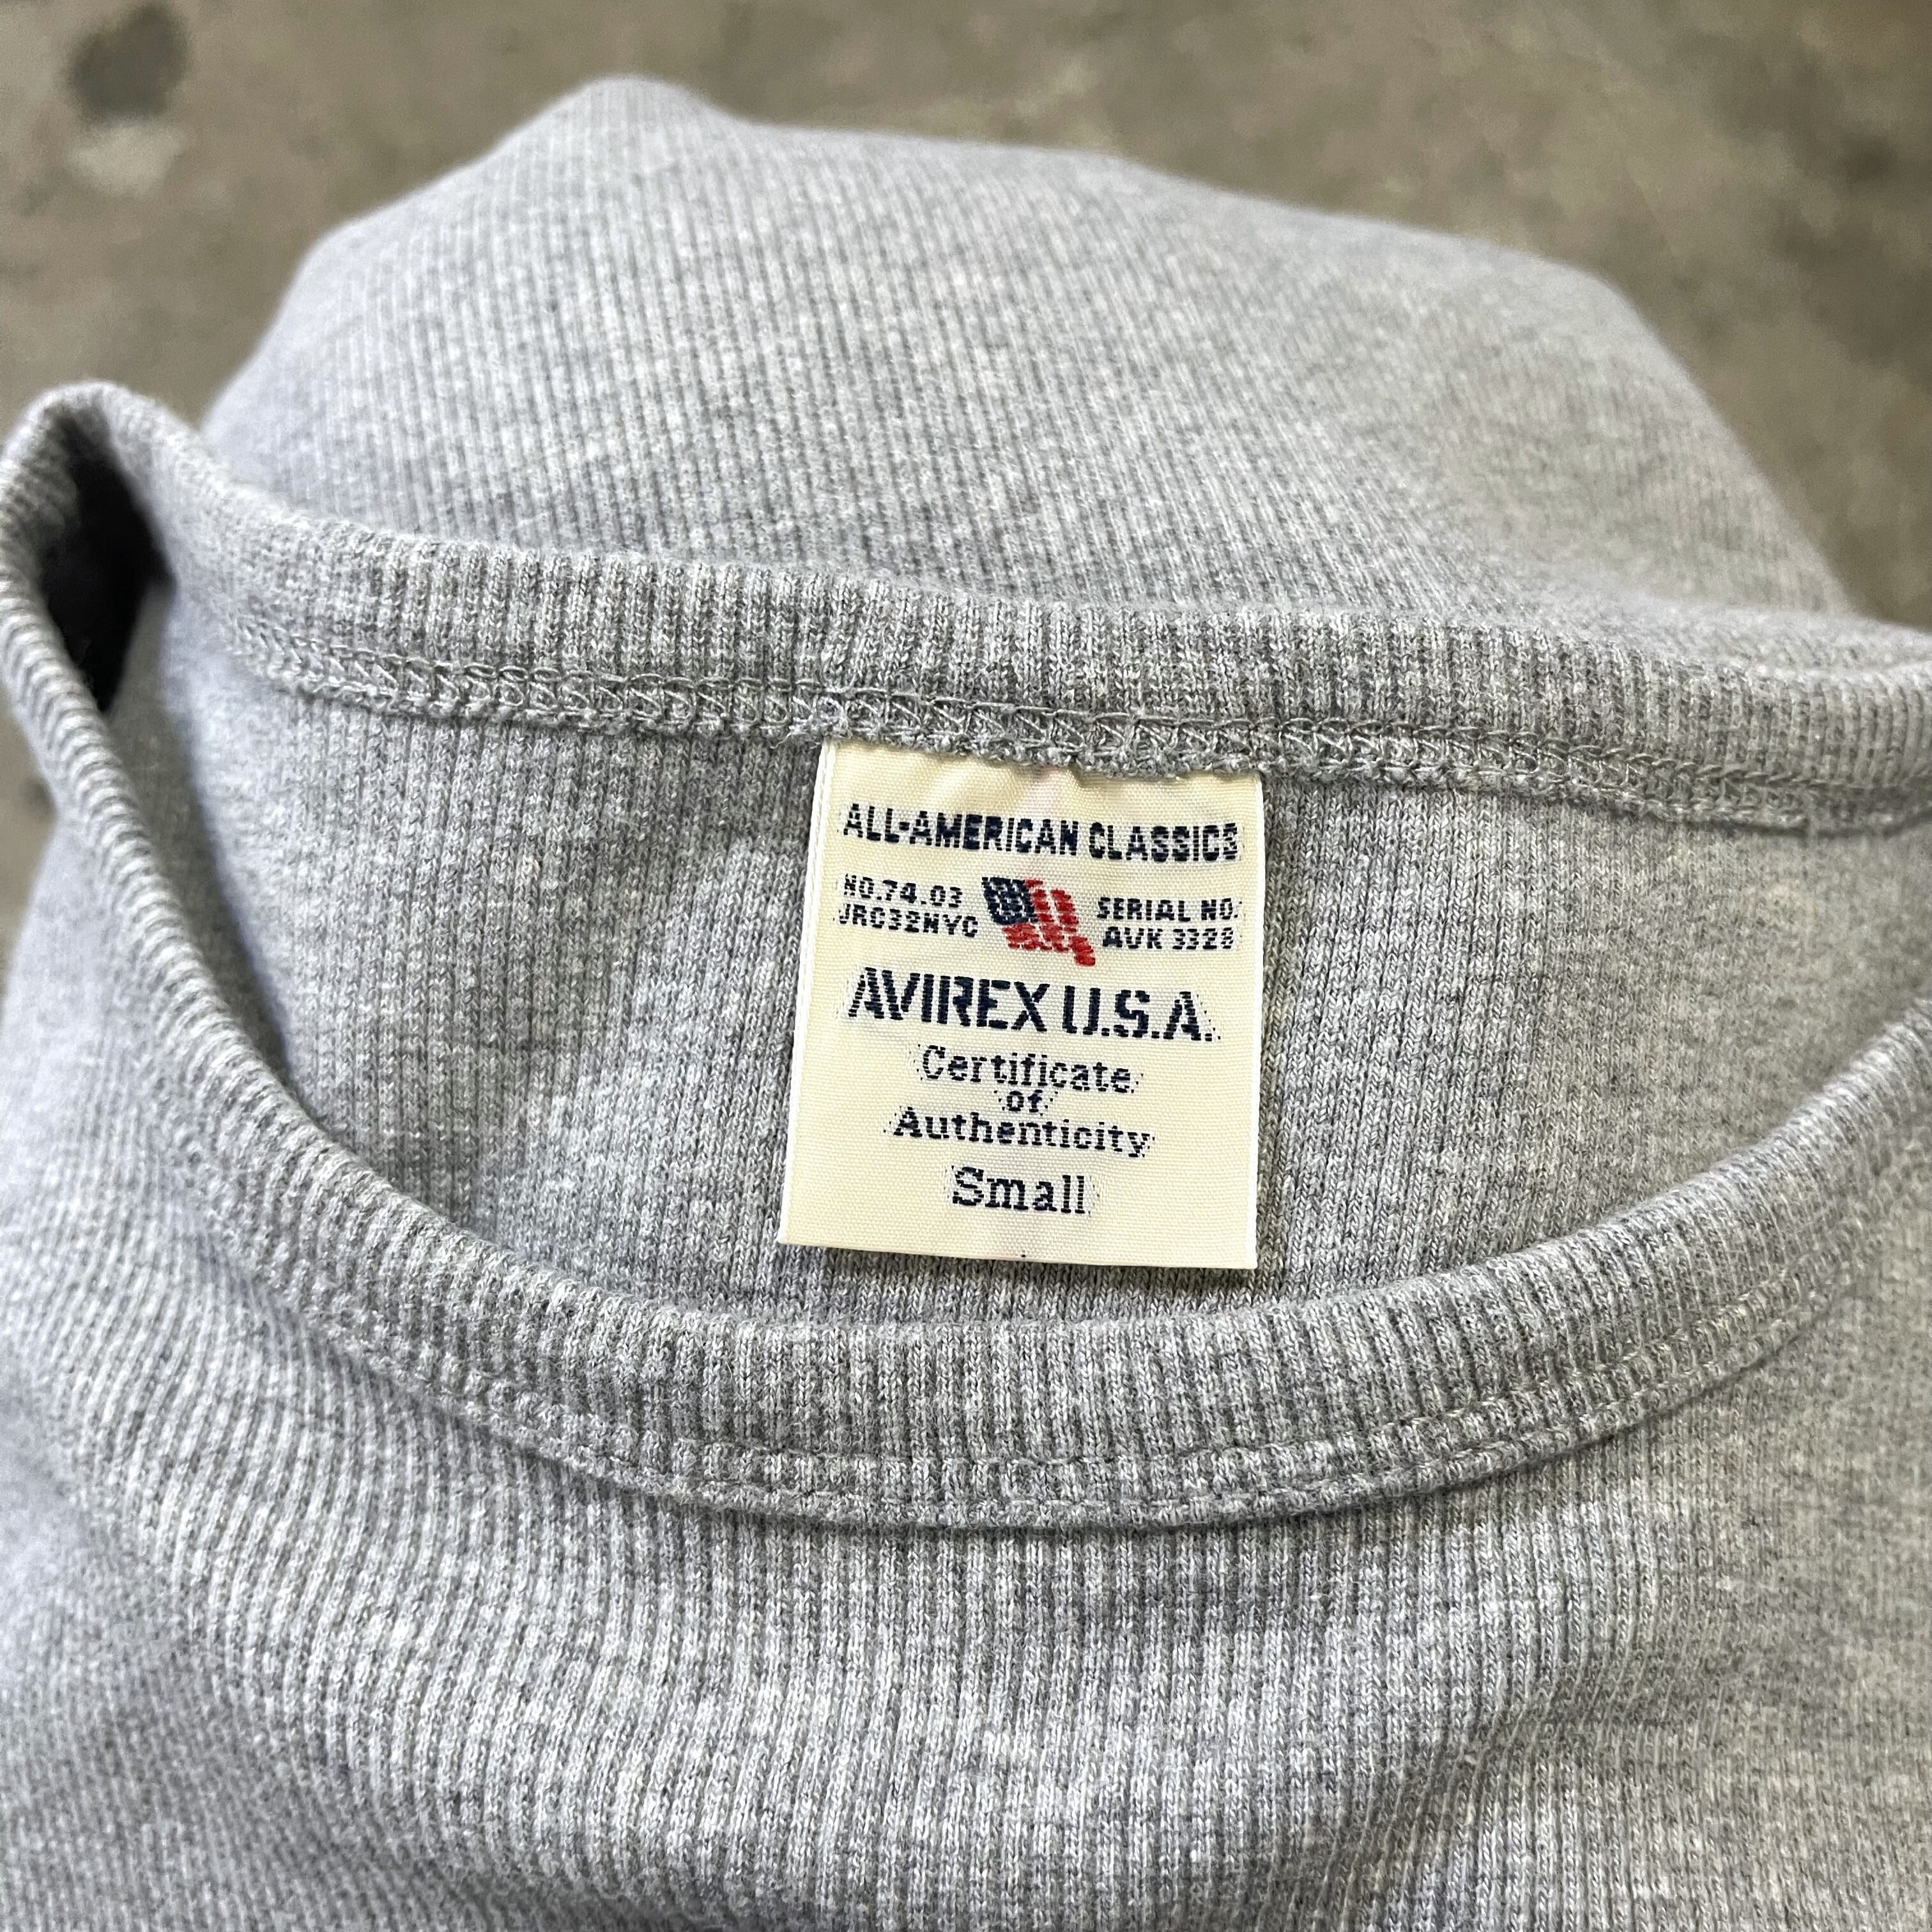 ALL-AMERICAN CLASSICS
NO.74.03
JRC32NYC
SERIAL NO.
AVK 3328
AVIREX U.S.A.
Certificate
of
Authenticity
Small